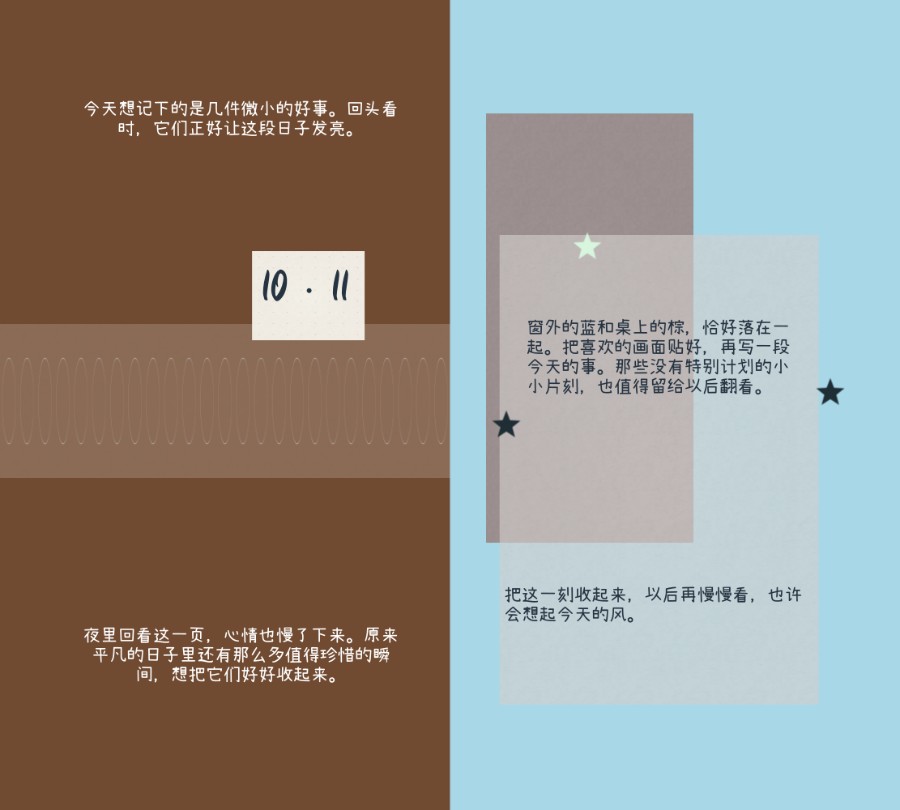 今天想记下的是几件微小的好事。回头看
时，它们正好让这段日子发亮。
10 · 11
夜里回看这一页，心情也慢了下来。原来
平凡的日子里还有那么多值得珍惜的瞬
间，想把它们好好收起来。
窗外的蓝和桌上的棕，恰好落在一
起。把喜欢的画面贴好，再写一段
今天的事。那些没有特别计划的小
小片刻，也值得留给以后翻看。
把这一刻收起来，以后再慢慢看，也许
会想起今天的风。